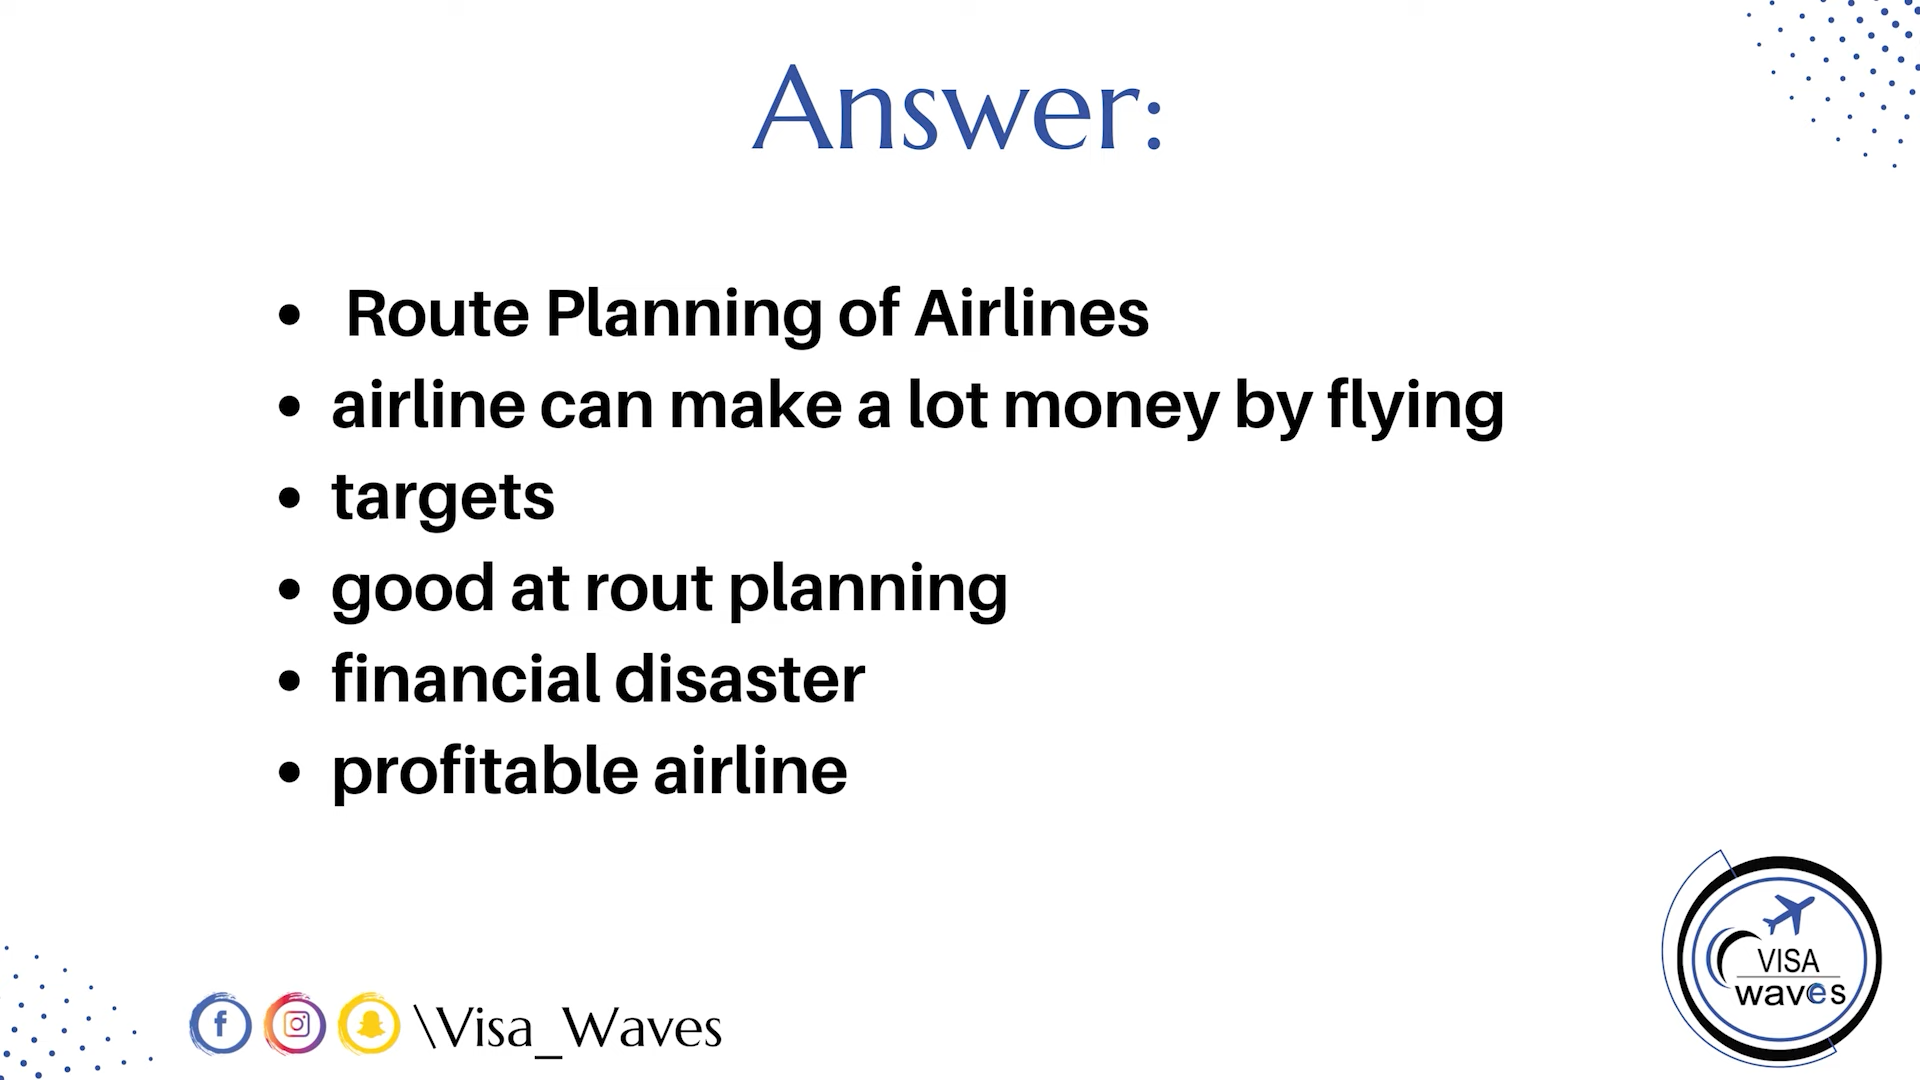 Answer:
• Route Planning of Airlines
• airline can make a lot money by flying
• targets
• good at rout planning
• financial disaster
• profitable airline
\Visa_Waves
VISA
waves